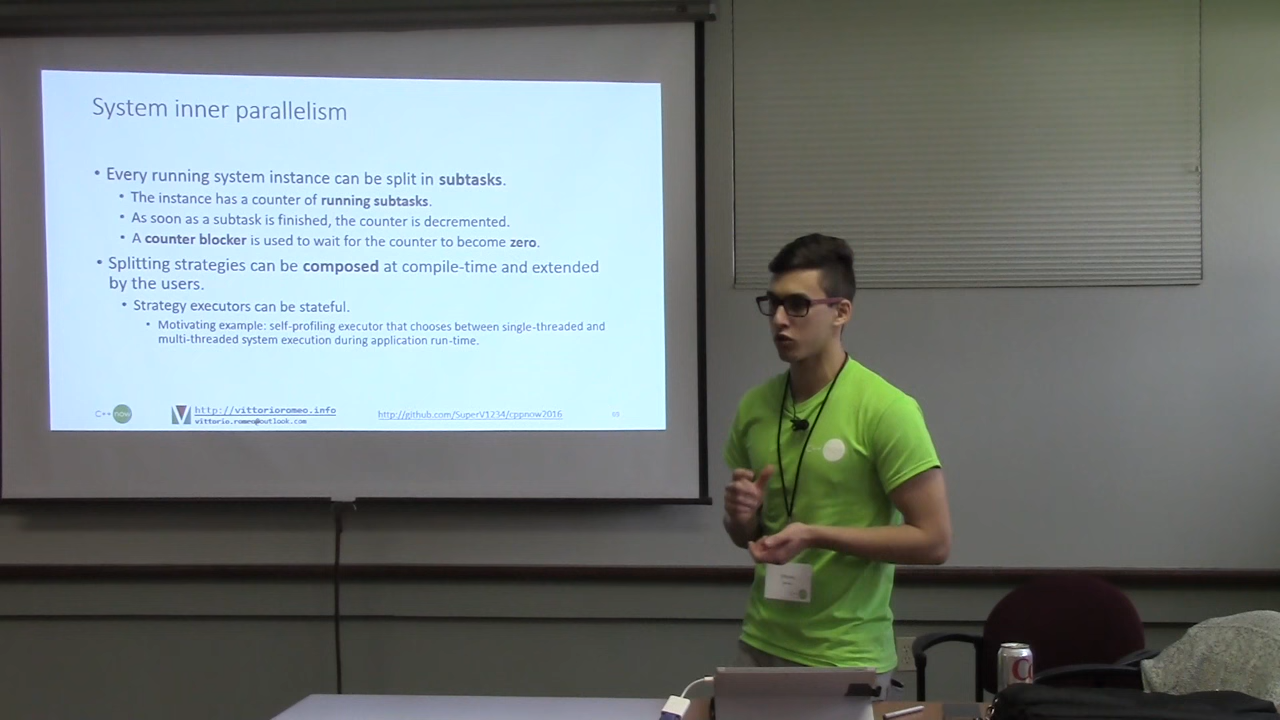 System inner parallelism
• Every running system instance can be split in subtasks.
• The instance has a counter of running subtasks.
• As soon as a subtask is finished, the counter is decremented.
• A counter blocker is used to wait for the counter to become zero.
• Splitting strategies can be composed at compile-time and extended
by the users.
• Strategy executors can be stateful.
• Motivating example: self-profiling executor that chooses between single-threaded and
multi-threaded system execution during application run-time.
C++ now
http://vittorioromeo.info
vittorio.romeo@outlook.com
http://github.com/SuperV1234/cppnow2016